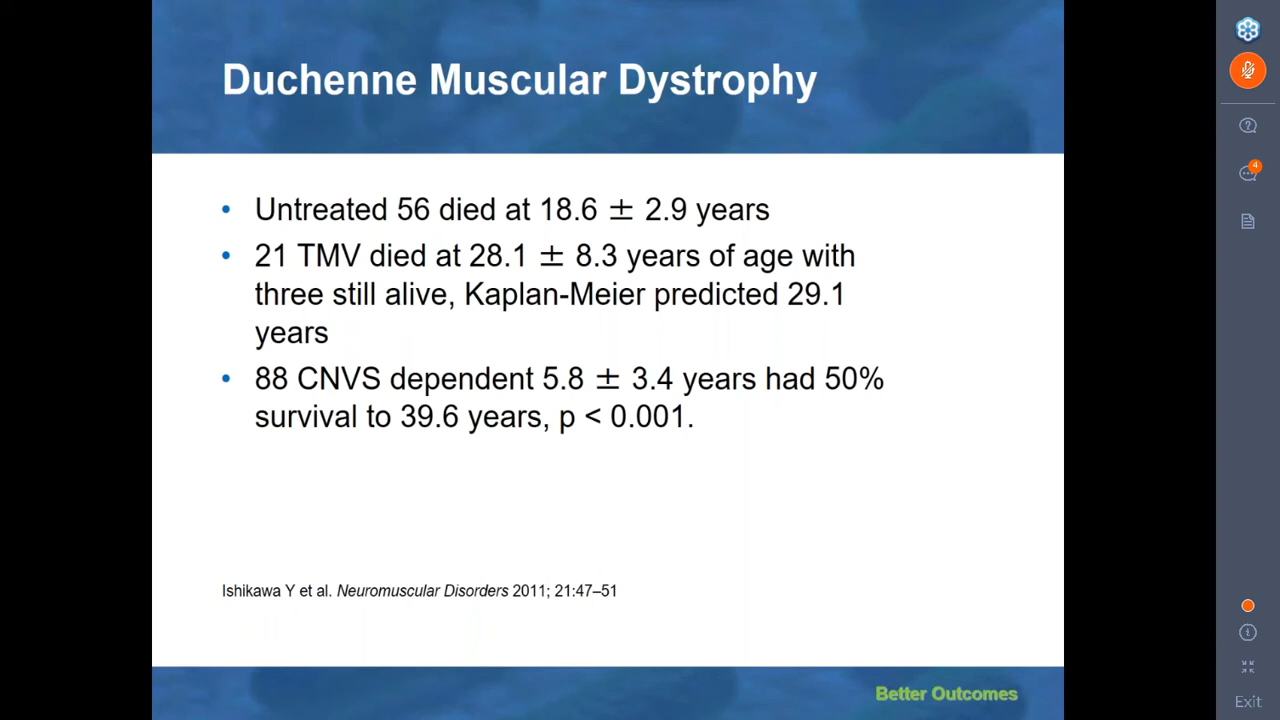 Duchenne Muscular Dystrophy
• Untreated 56 died at 18.6 ± 2.9 years
• 21 TMV died at 28.1 ± 8.3 years of age with
three still alive, Kaplan-Meier predicted 29.1
years
• 88 CNVS dependent 5.8 ± 3.4 years had 50%
survival to 39.6 years, p < 0.001.
Ishikawa Y et al. Neuromuscular Disorders 2011; 21:47–51
Better Outcomes
4
Exit